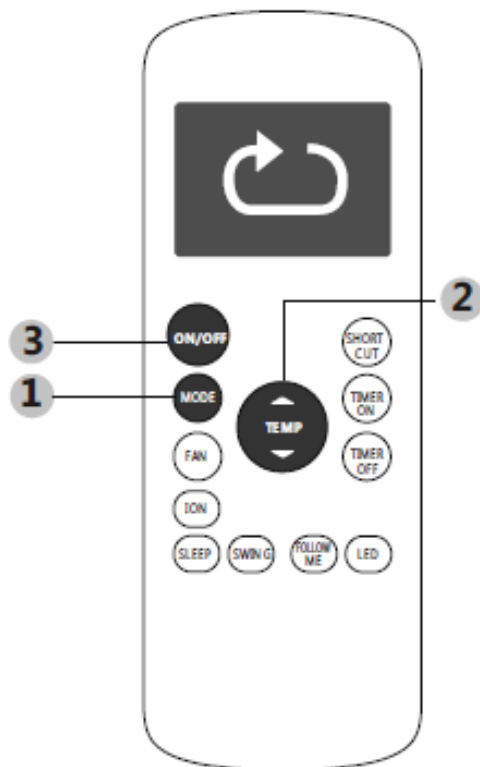 2
ON/OFF
SHORT
CUT
3
MODE
1
TEMP
TIMER
ON
FAN
TIMER
OFF
ION
SLEEP
SWING
FOLLOW
ME
LED